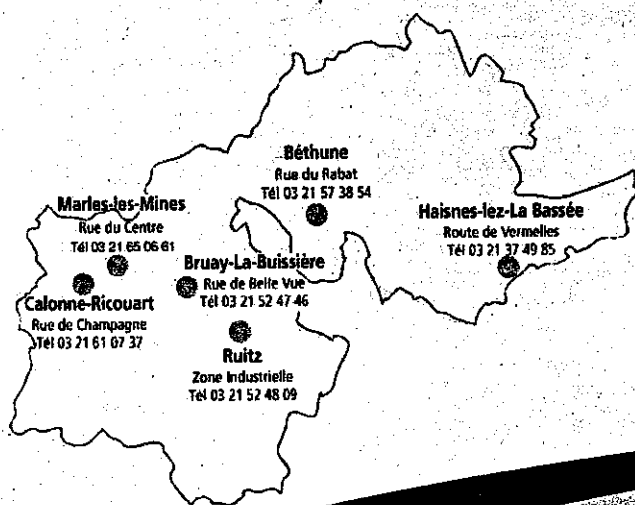 Béthune
Rue du Rabat
Tél 03 21 57 38 54
Marles-les-Mines
Rue du Centre
Tél 03 21 65 06 61
Haisnes-lez-La Bassée
Route de Vermelles
Tél 03 21 37 49 85
Bruay-La-Buissière
Rue de Belle Vue
Tél 03 21 52 47 46
Calonne-Ricouart
Rue de Champagne
Tél 03 21 61 07 37
Ruitz
Zone Industrielle
Tél 03 21 52 48 09